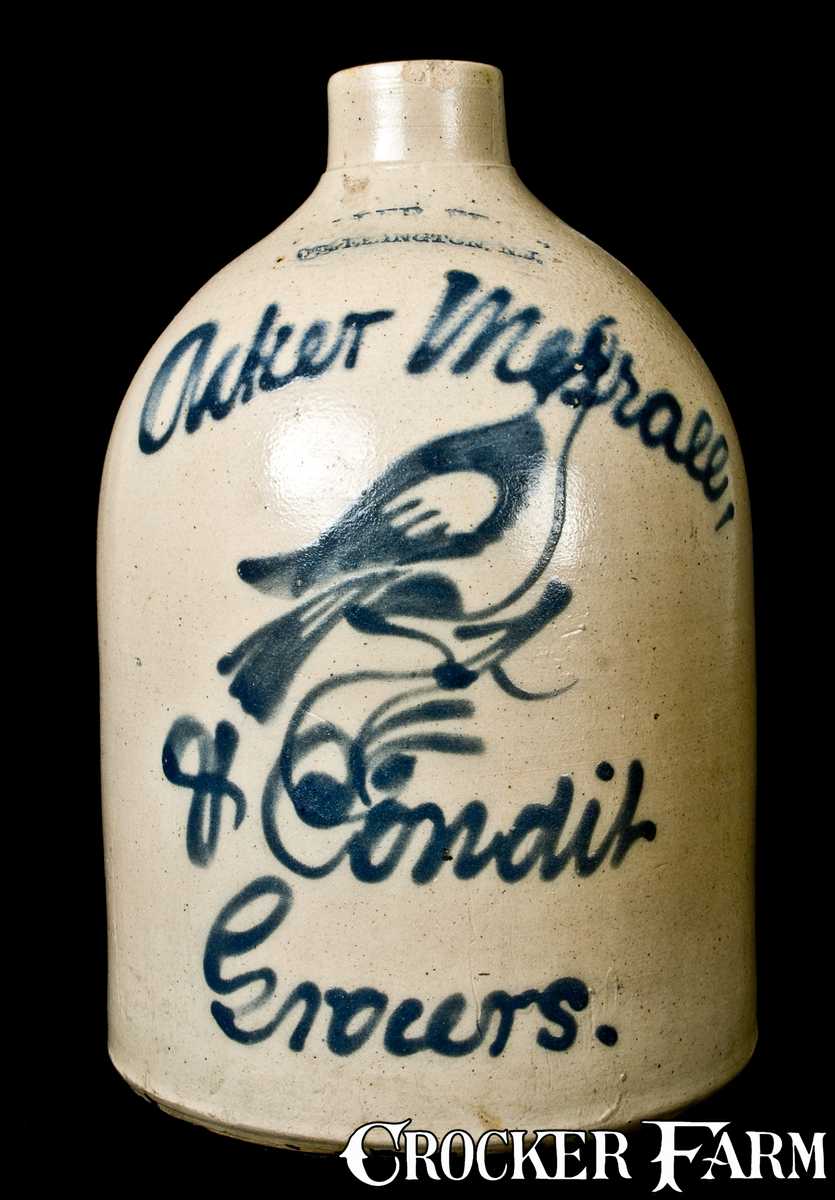 N.J.
Acker Merrall,
& Condit
Grocers.
CROCKER FARM